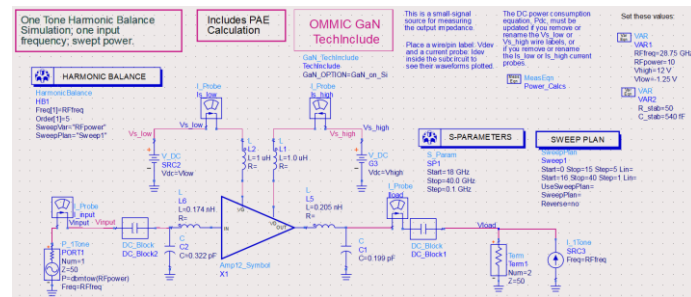 One Tone Harmonic Balance
Simulation; one input
frequency; swept power.
Includes PAE
Calculation
OMMIC GaN
TechInclude
This is a small-signal
source for measuring
the output impedance.
Place a wire/pin label. Vdev
and a current probe. Idev
inside the subcircuit to
see their waveforms plotted.
The DC power consumption
equation, Pdc, must be
updated if you remove or
rename the Vs_low or
Vs_high wire labels, or
if you remove or rename
the Is_low or Is_high current
probes.
Set these values:
Var
Eqn
VAR
VAR1
RFfreq=28.75 GHz
RFpower=10
Vhigh=12 V
Vlow=-1.25 V
Var
Eqn
VAR
VAR2
R_stab=50
C_stab=540 fF
Meas
Eqn
MeasEqn
Power_Calcs
GaN_TechInclude
TechInclude
GaN_OPTION=GaN_on_Si
HARMONIC BALANCE
HarmonicBalance
HB1
Freq[1]=RFfreq
Order[1]=5
SweepVar="RFpower"
SweepPlan="Sweep1"
I_Probe
Is_low
I_Probe
Is_high
Vs_low
Vs_low
Vs_high
Vs_high
V_DC
SRC2
Vdc=Vlow
L
L2
L=1 uH
R=
L
L1
L=1.0 uH
R=
V_DC
G3
Vdc=Vhigh
S-PARAMETERS
S_Param
SP1
Start=18 GHz
Stop=40.0 GHz
Step=0.1 GHz
SWEEP PLAN
SweepPlan
Sweep1
Start=0 Stop=15 Step=5 Lin=
Start=16 Stop=40 Step=1 Lin=
UseSweepPlan=
SweepPlan=
Reverse=no
I_Probe
I_input
Vinput
Vinput
P_1Tone
PORT1
Num=1
Z=50
P=dbmtow(RFpower)
Freq=RFfreq
DC_Block
DC_Block2
L
L6
L=0.174 nH
R=
C
C2
C=0.322 pF
IN
OUT
Amp12_Symbol
X1
L
L5
L=0.205 nH
R=
C
C1
C=0.199 pF
I_Probe
Iload
DC_Block
DC_Block1
Vload
Term
Term1
Num=2
Z=50
I_1Tone
SRC3
Freq=RFfreq